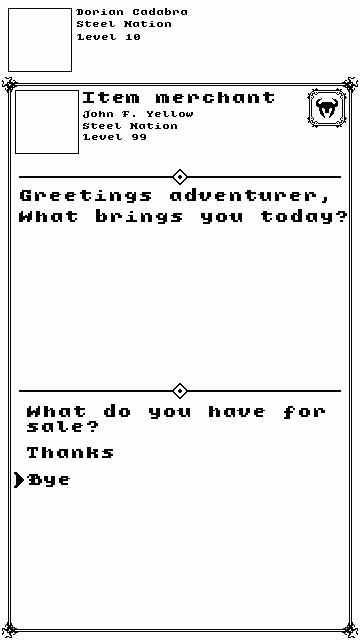 Dorian Cadabra
Steel Nation
Level 10
Item merchant
John F. Yellow
Steel Nation
Level 99
Greetings adventurer,
What brings you today?
What do you have for
sale?
Thanks
Bye